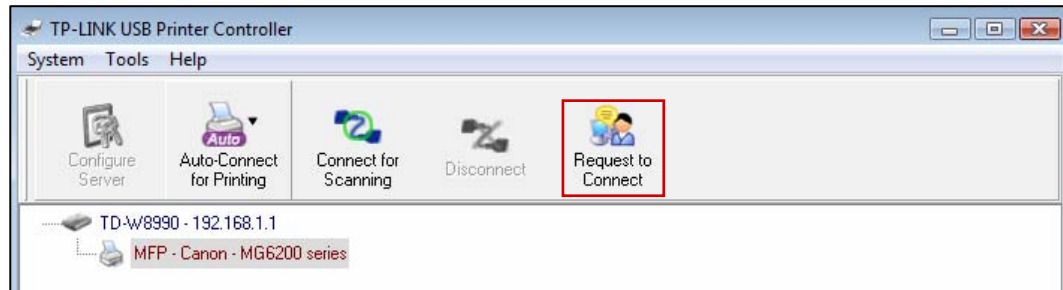 TP-LINK USB Printer Controller
System Tools Help
Configure Server
Auto
Auto-Connect for Printing
Connect for Scanning
Disconnect
Request to Connect
TD-W8990 - 192.168.1.1
MFP - Canon - MG6200 series